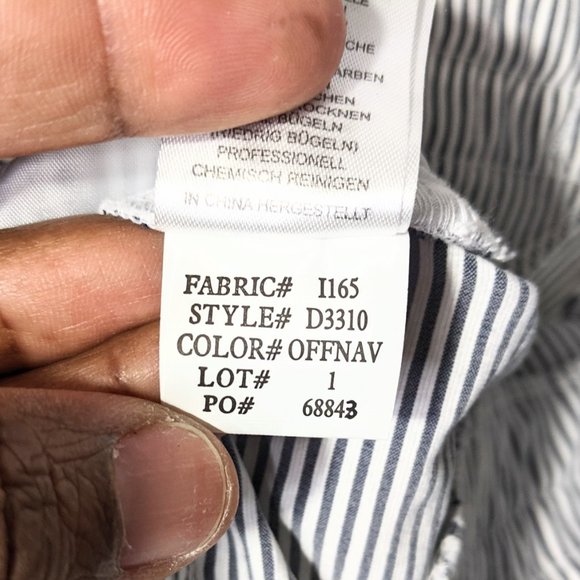 ARBEN
CHEN
ROCKNEN
BÜGELN
(NIEDRIG BÜGELN)
PROFESSIONELL
CHEMISCH REINIGEN
IN CHINA HERGESTELLT
FABRIC# I165
STYLE# D3310
COLOR# OFFNAV
LOT# 1
PO# 68843